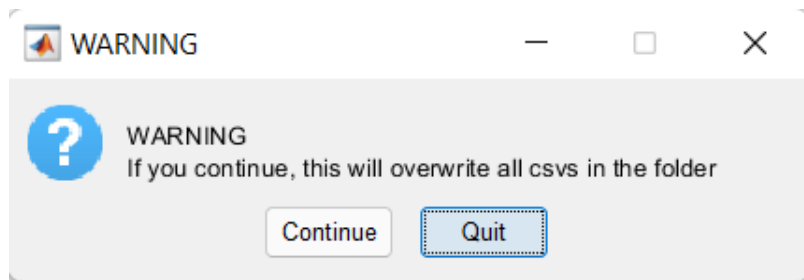 WARNING
WARNING
If you continue, this will overwrite all csvs in the folder
Continue Quit